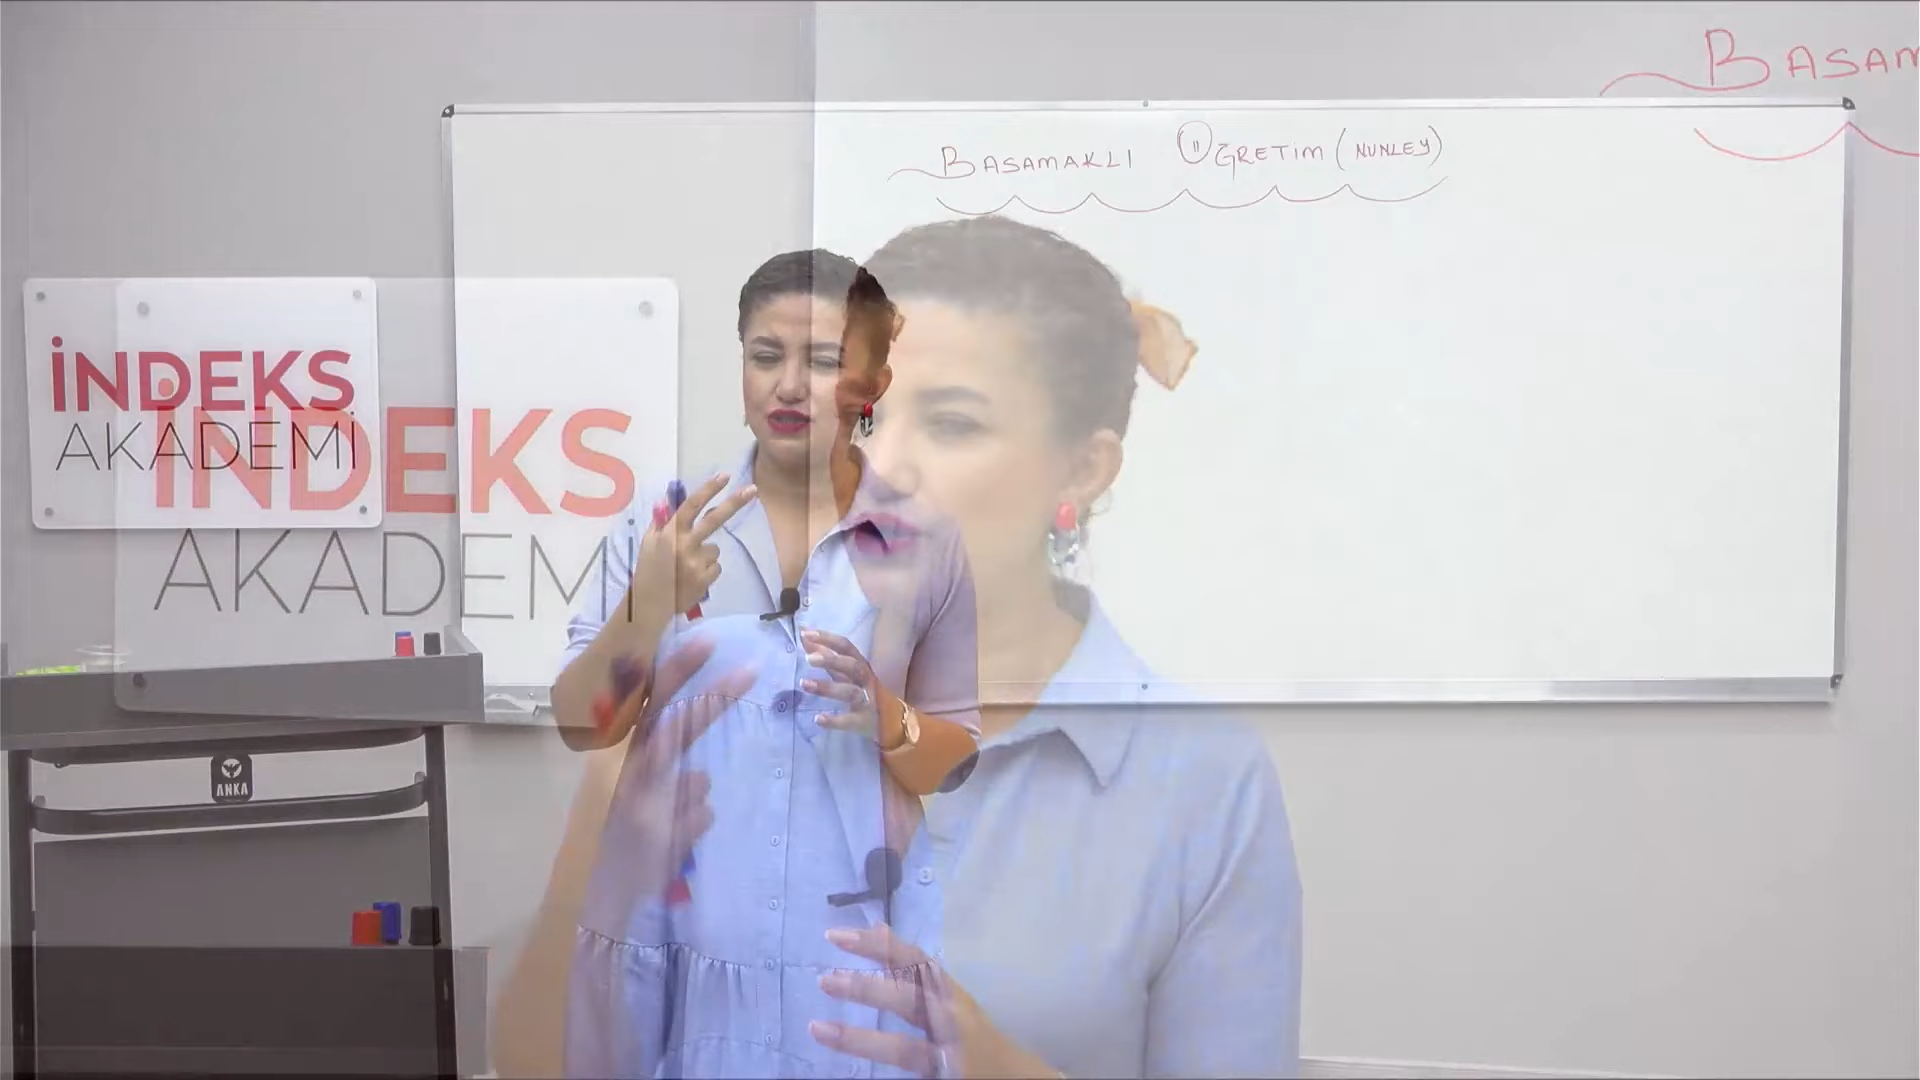 BASAM
BASAMAKLI ÖĞRETİM (NUNLEY)
İNDEKS
AKADEMİ
İNDEKS
AKADEMİ
ANKA